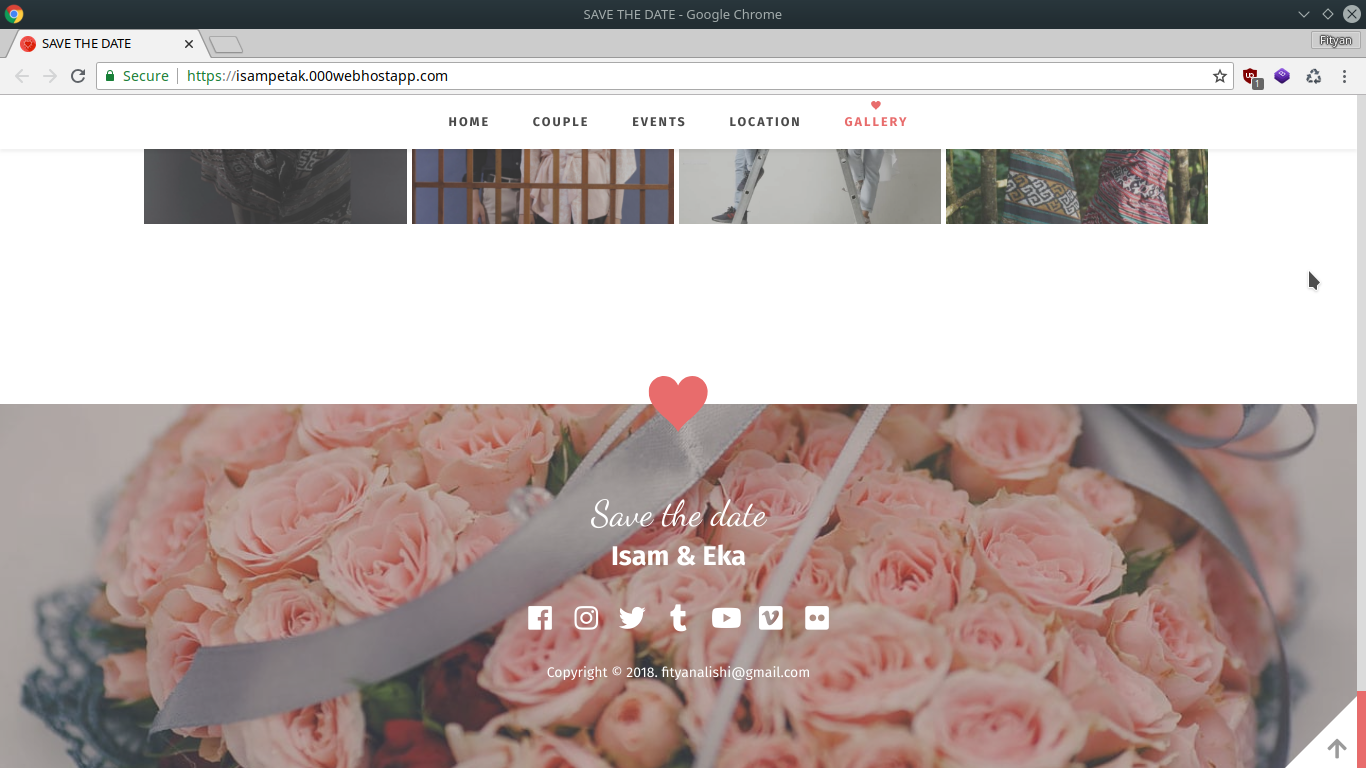 SAVE THE DATE - Google Chrome
SAVE THE DATE
Fityan
Secure https://isampetak.000webhostapp.com
1
HOME COUPLE EVENTS LOCATION GALLERY
Save the date
Isam & Eka
Copyright © 2018. fityanalishi@gmail.com